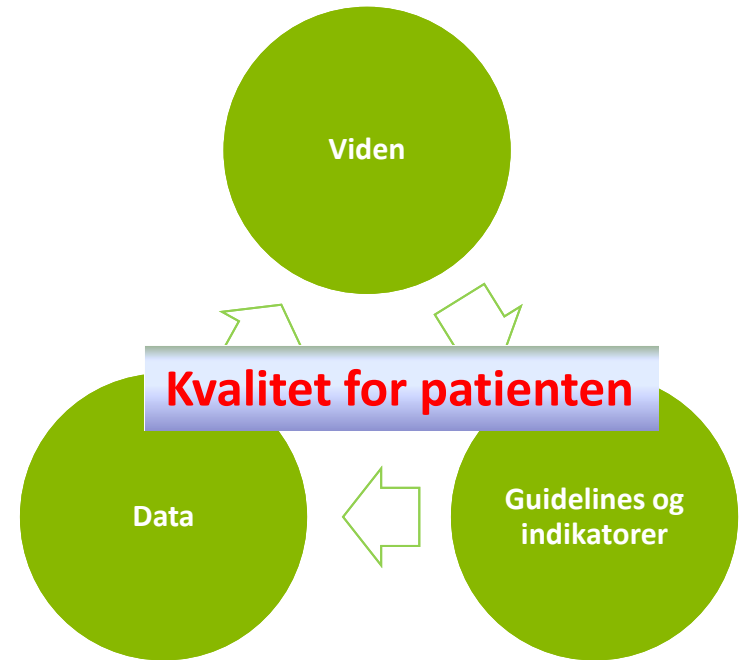 Viden
Kvalitet for patienten
Data
Guidelines og
indikatorer